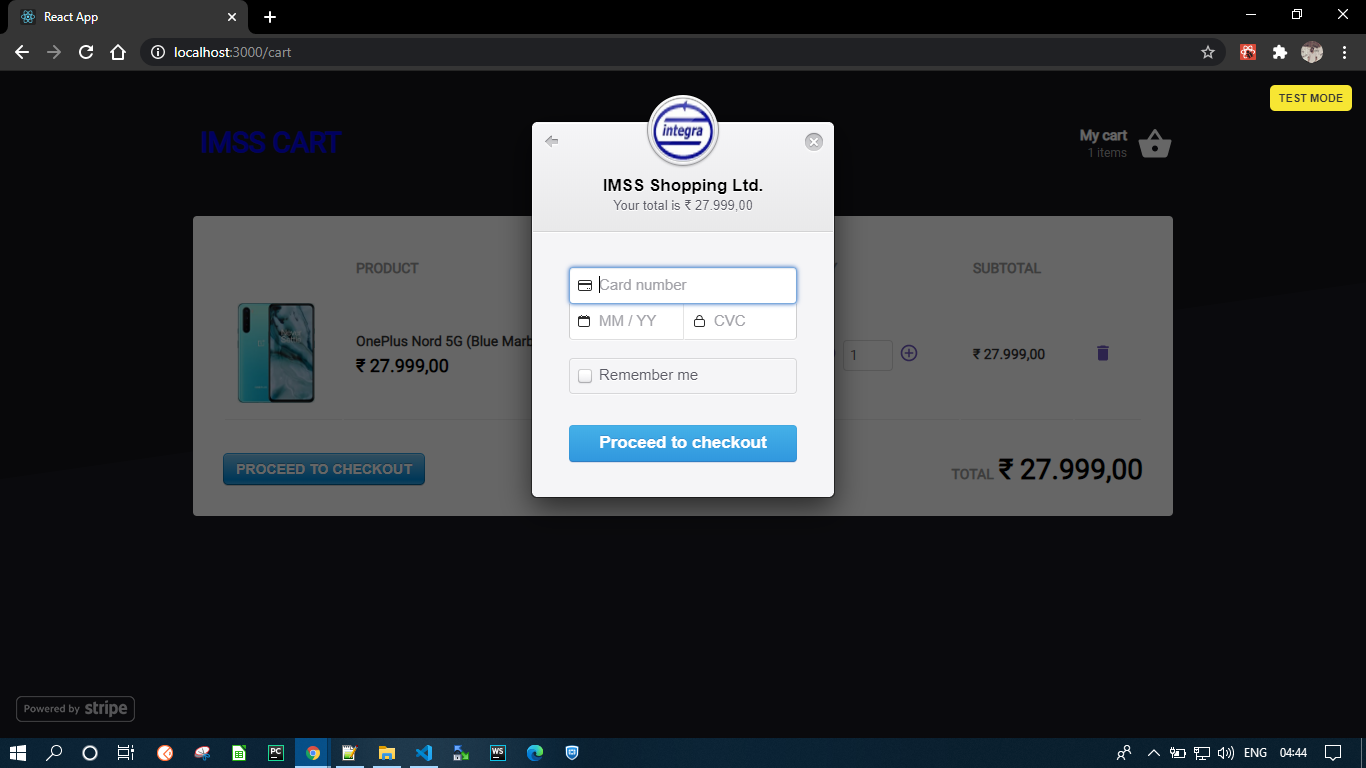 React App
localhost:3000/cart
TEST MODE
IMSS CART
My cart
1 items
integra
IMSS Shopping Ltd.
Your total is ₹ 27.999,00
PRODUCT
SUBTOTAL
Card number
MM / YY
CVC
OnePlus Nord 5G (Blue Marb
₹ 27.999,00
1
₹ 27.999,00
Remember me
Proceed to checkout
PROCEED TO CHECKOUT
TOTAL ₹ 27.999,00
Powered by stripe
PC
WS
ENG
04:44